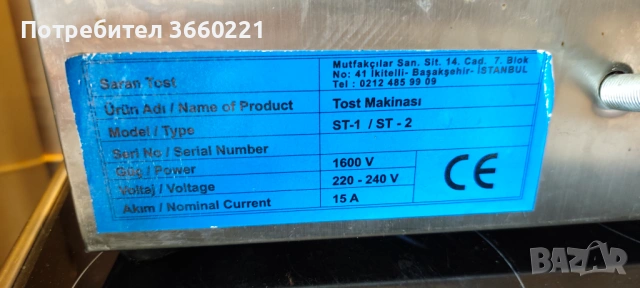 Потребител 3660221
Saran Tost
Mutfakçılar San. Sit. 14. Cad. 7. Blok
No: 41 İkitelli- Başakşehir- İSTANBUL
Tel : 0212 485 99 09
Ürün Adı / Name of Product Tost Makinası
Model / Type ST-1 / ST - 2
Seri No / Serial Number
Güç / Power 1600 V
Voltaj / Voltage 220 - 240 V
Akım / Nominal Current 15 A
CE
BAZAR